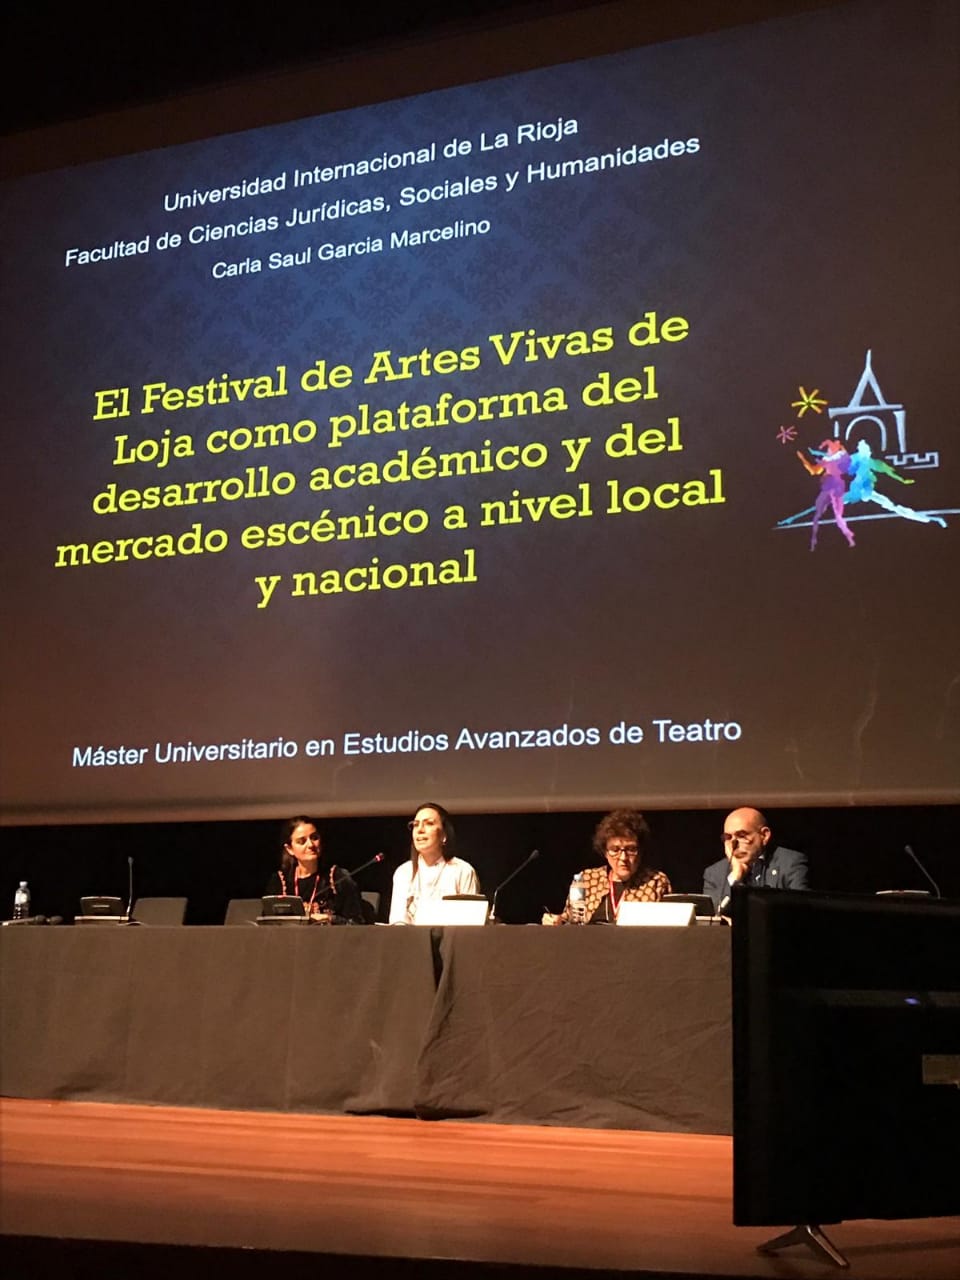 Universidad Internacional de La Rioja
Facultad de Ciencias Jurídicas, Sociales y Humanidades
Carla Saul Garcia Marcelino
El Festival de Artes Vivas de
Loja como plataforma del
desarrollo académico y del
mercado escénico a nivel local
y nacional
Máster Universitario en Estudios Avanzados de Teatro